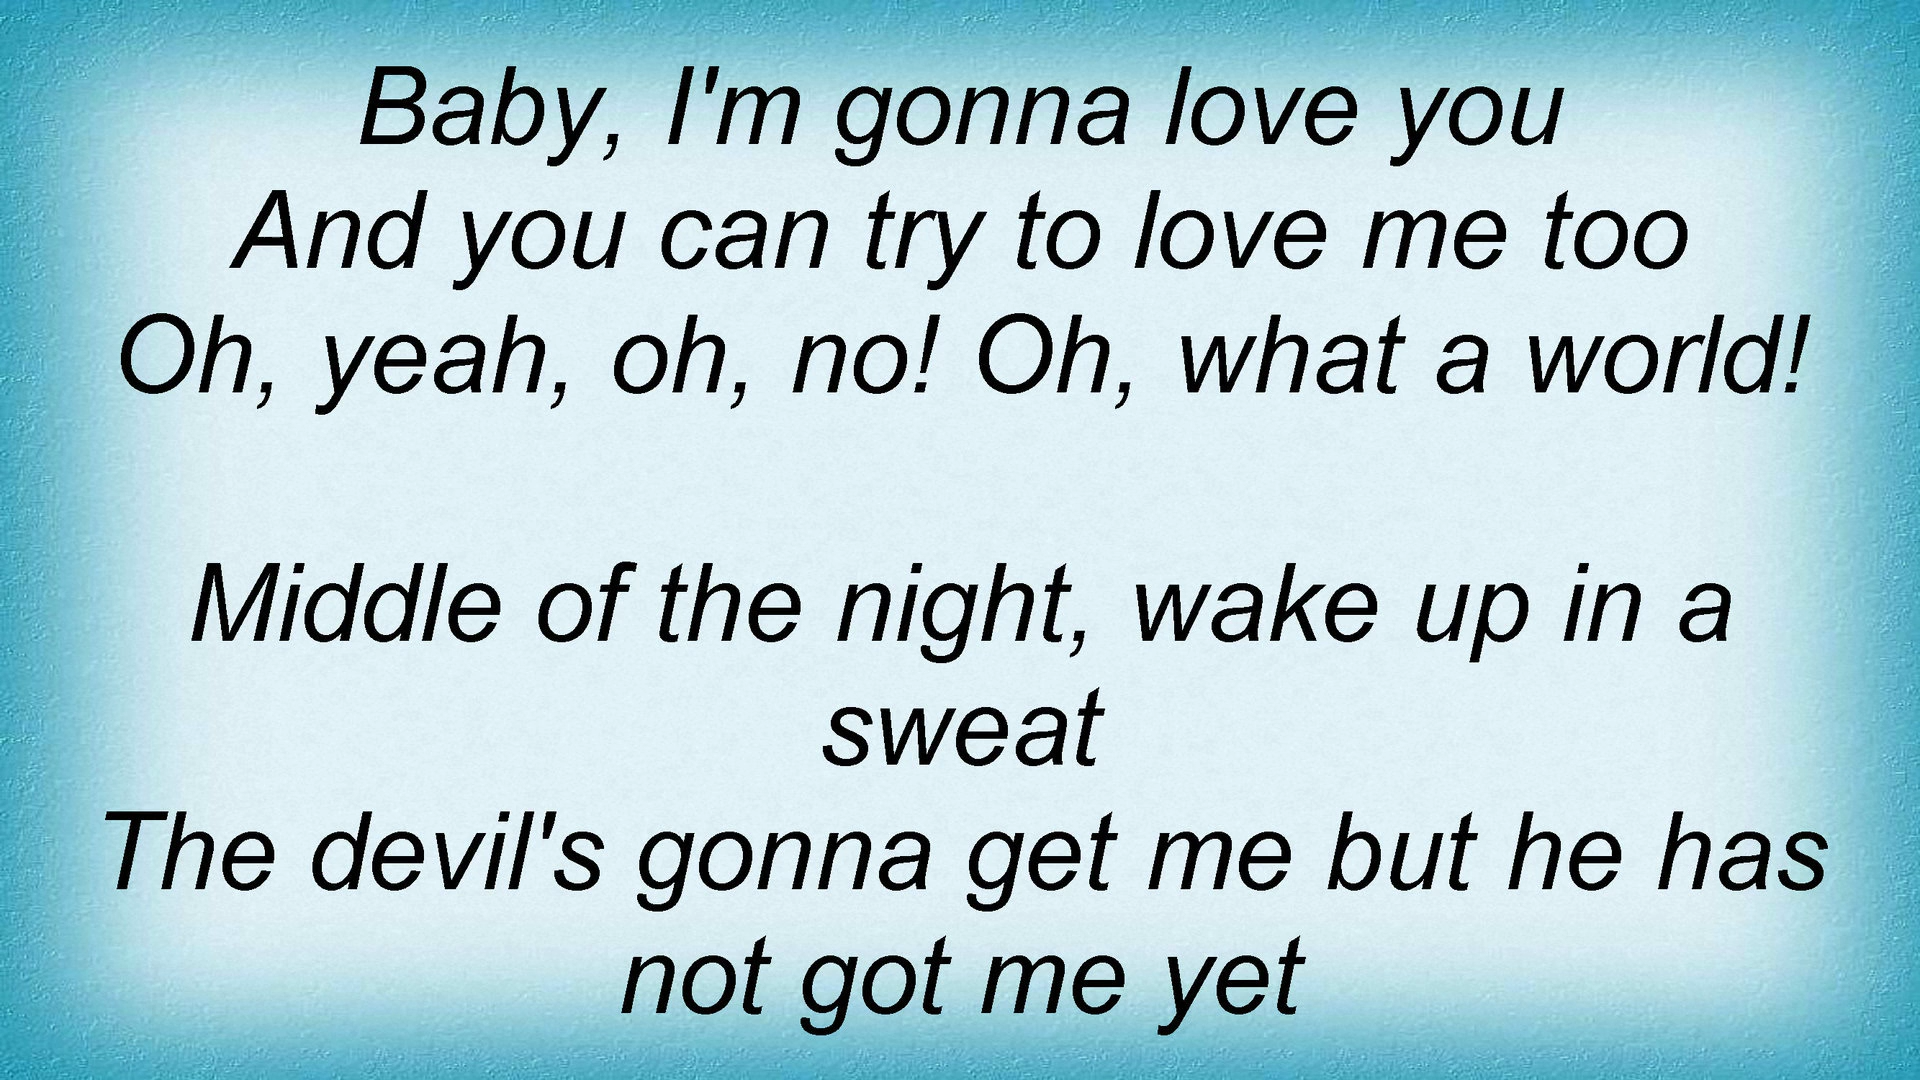 Baby, I'm gonna love you
And you can try to love me too
Oh, yeah, oh, no! Oh, what a world!
Middle of the night, wake up in a
sweat
The devil's gonna get me but he has
not got me yet